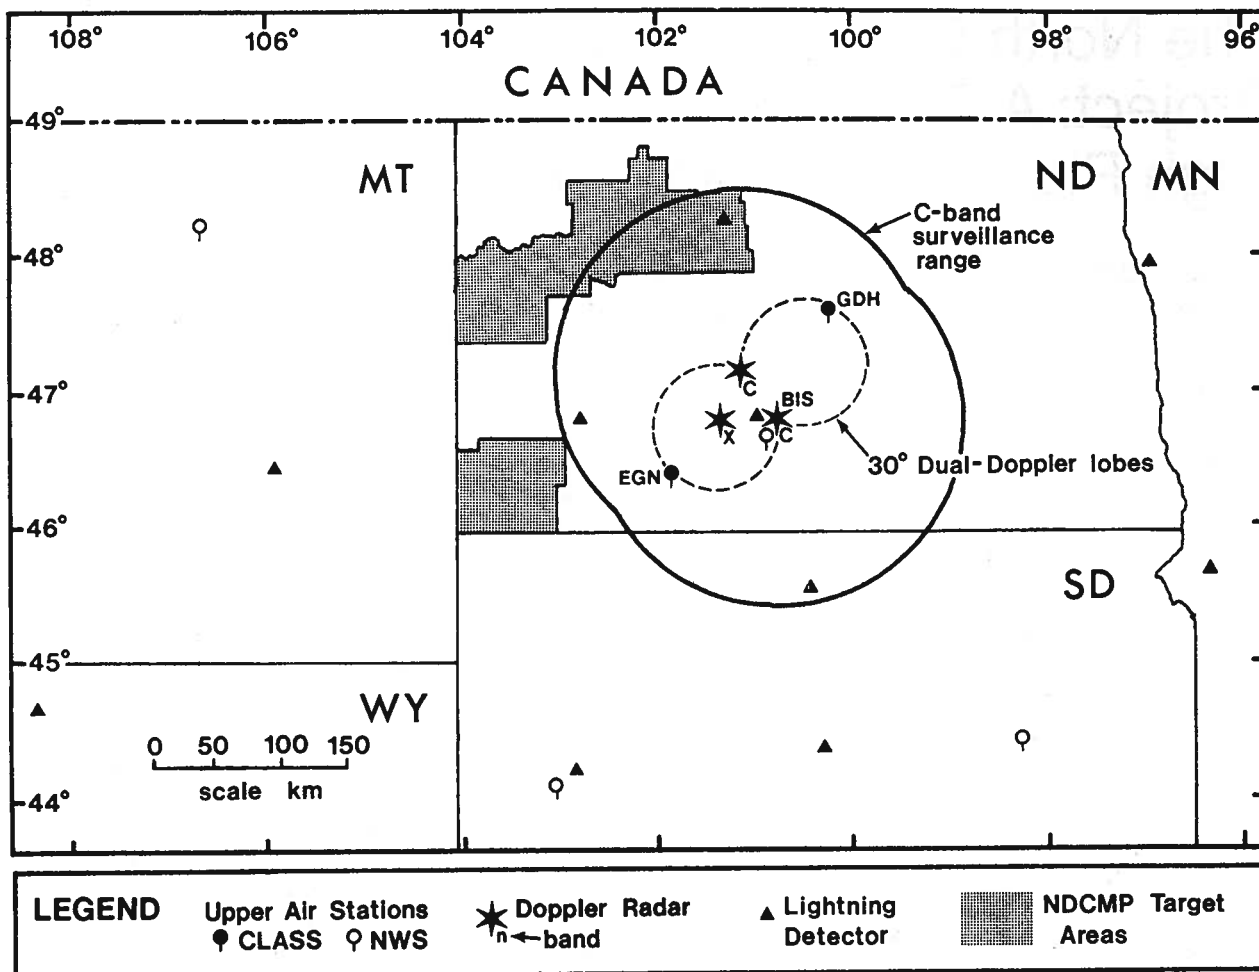 108° 106° 104° 102° 100° 98° 96°
CANADA
49°
MT
ND
MN
C-band
surveillance
range
48°
GDH
47°
C
BIS
X
C
30° Dual-Doppler lobes
EGN
46°
SD
45°
WY
0 50 100 150
scale km
44°
LEGEND
Upper Air Stations
CLASS NWS
Doppler Radar
n band
Lightning
Detector
NDCMP Target
Areas